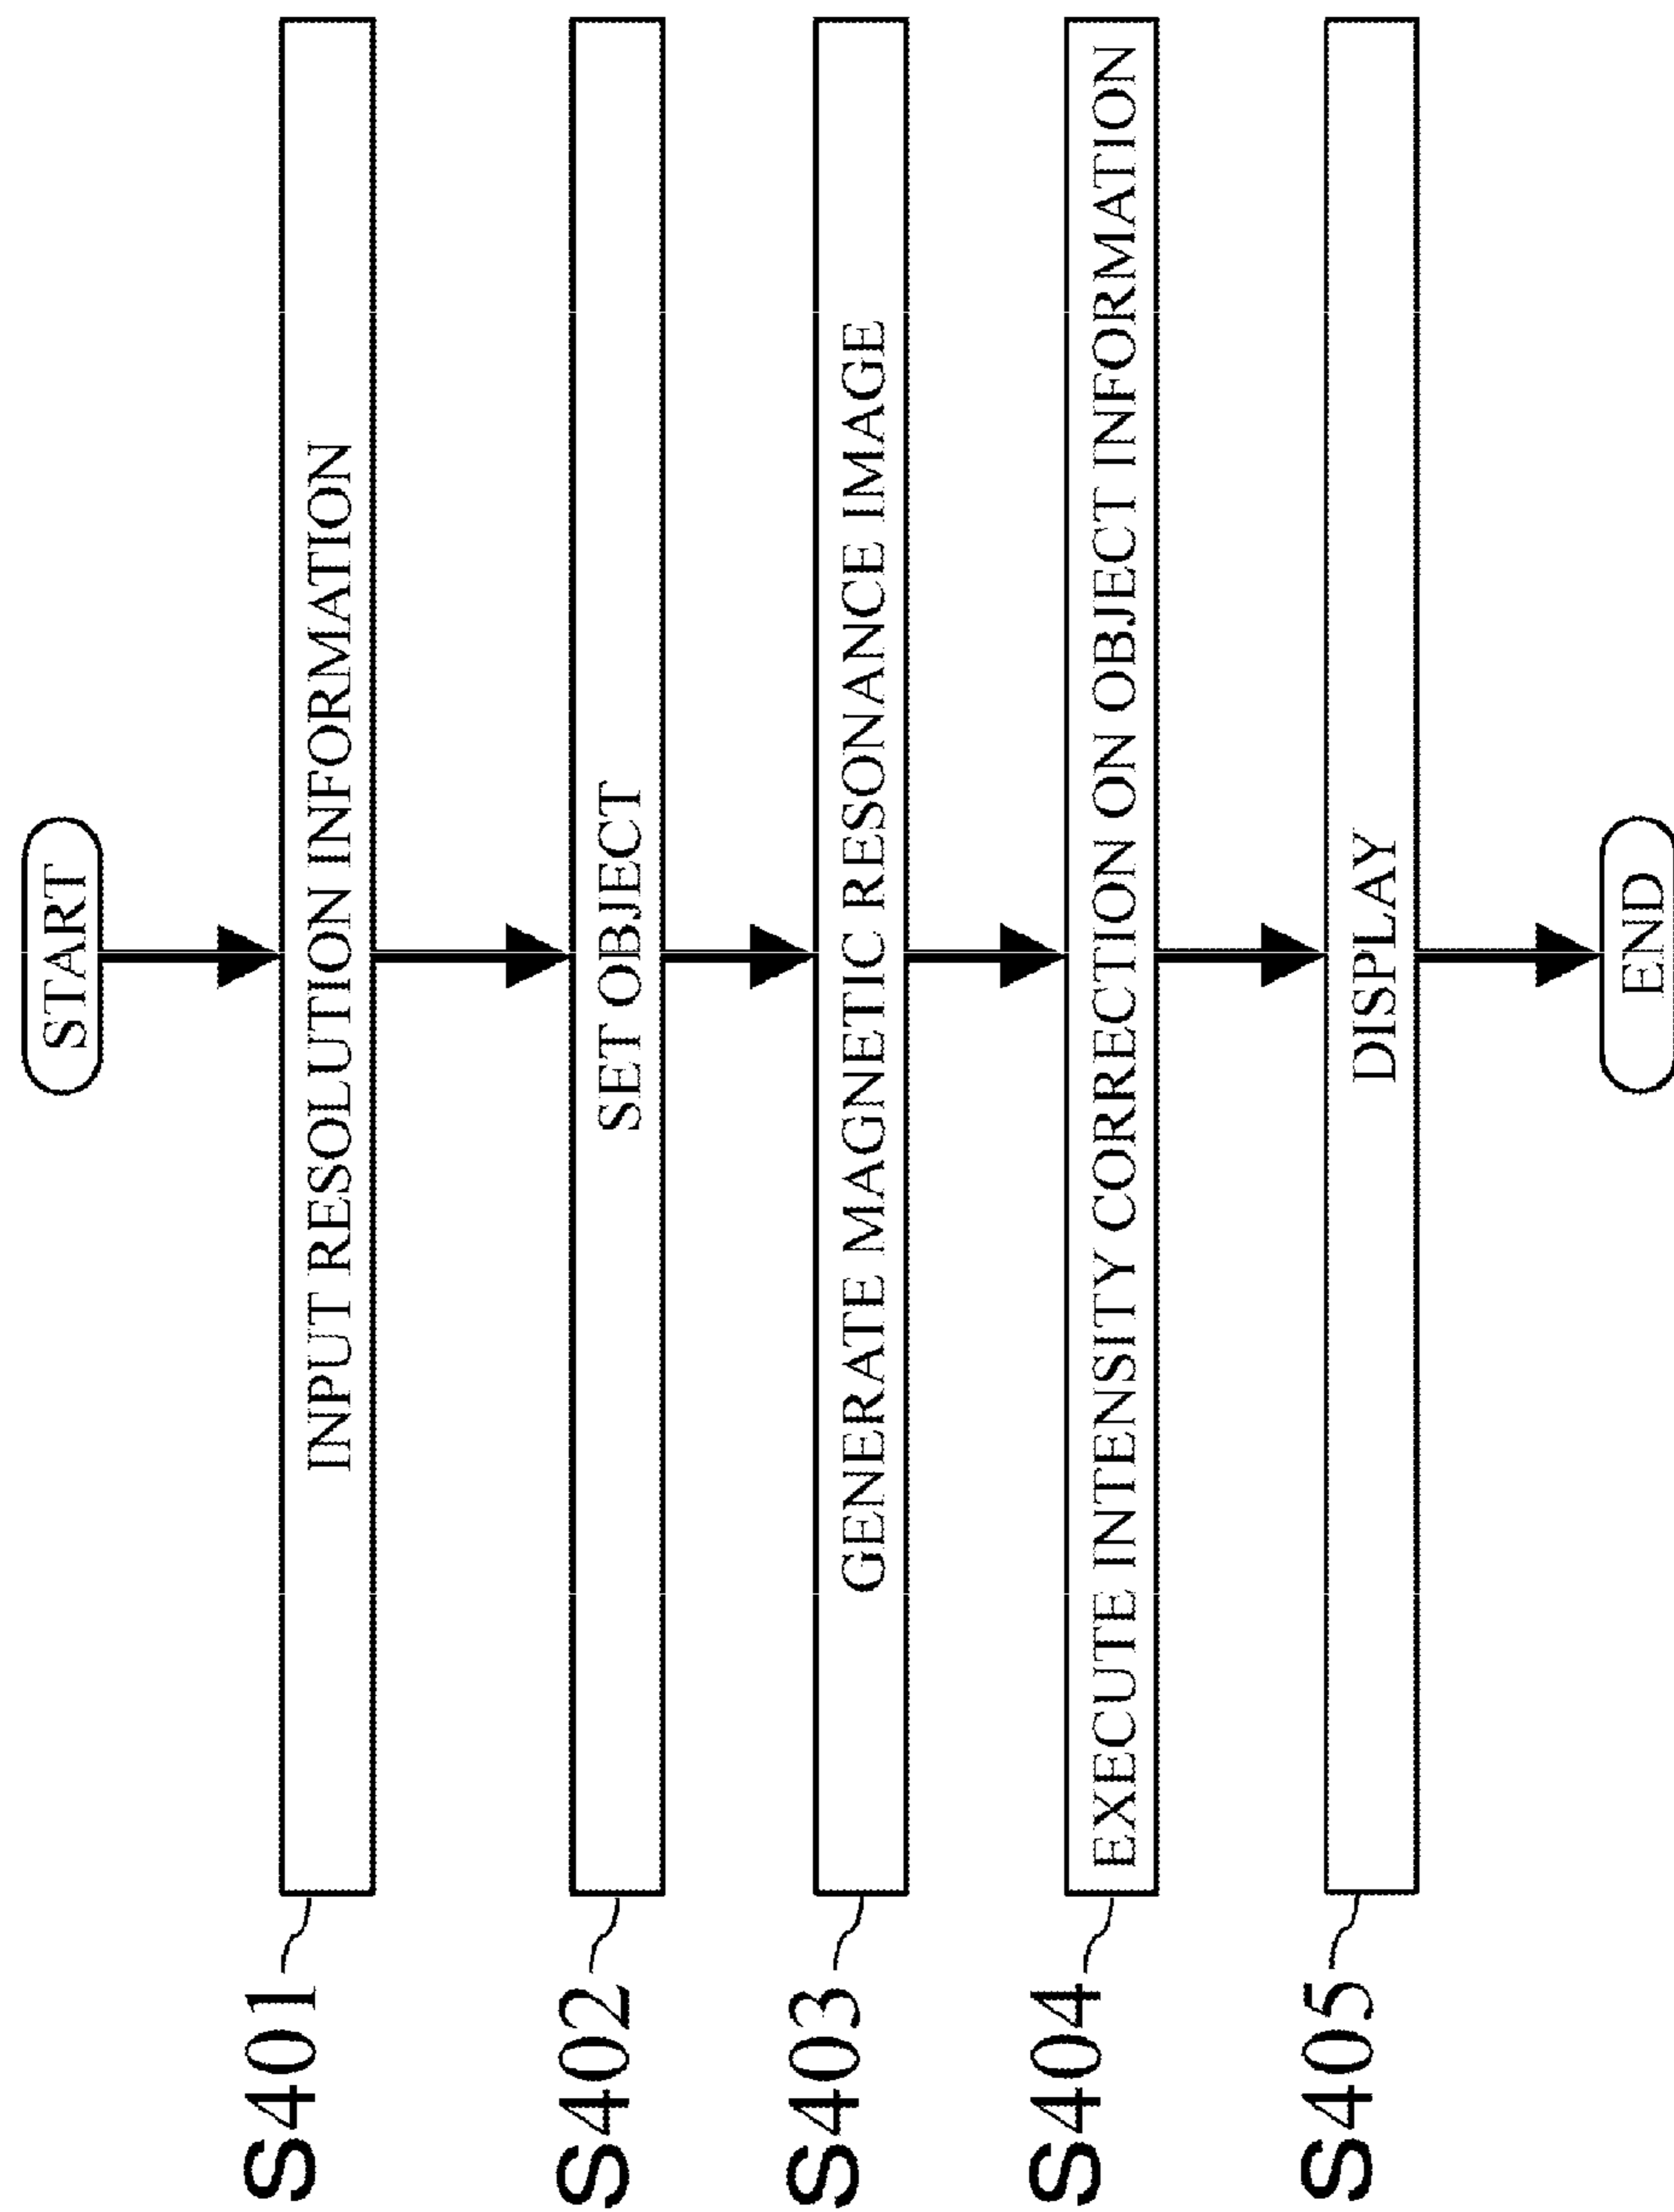 START
S401
INPUT RESOLUTION INFORMATION
S402
SET OBJECT
S403
GENERATE MAGNETIC RESONANCE IMAGE
S404
EXECUTE INTENSITY CORRECTION ON OBJECT INFORMATION
S405
DISPLAY
END